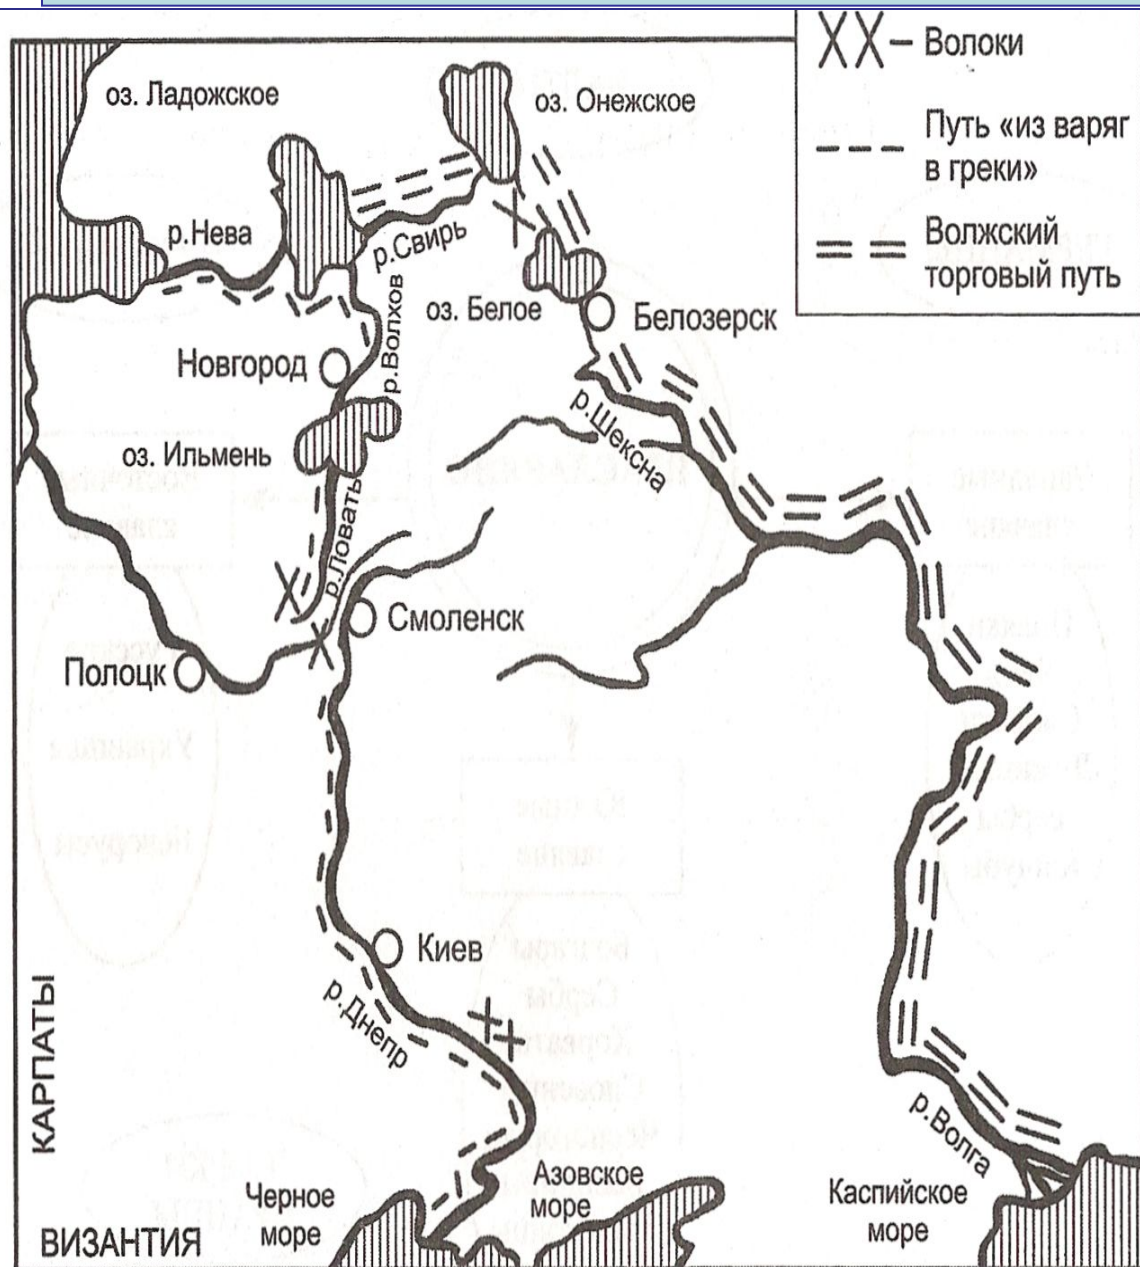 Волоки
Путь «из варяг
в греки»
Волжский
торговый путь
оз. Ладожское
оз. Онежское
р.Нева
р.Свирь
р.Волхов
оз. Белое
Белозерск
Новгород
р.Шексна
оз. Ильмень
р.Ловать
Смоленск
Полоцк
Киев
р.Днепр
КАРПАТЫ
р.Волга
Азовское
море
Черное
море
Каспийское
море
ВИЗАНТИЯ